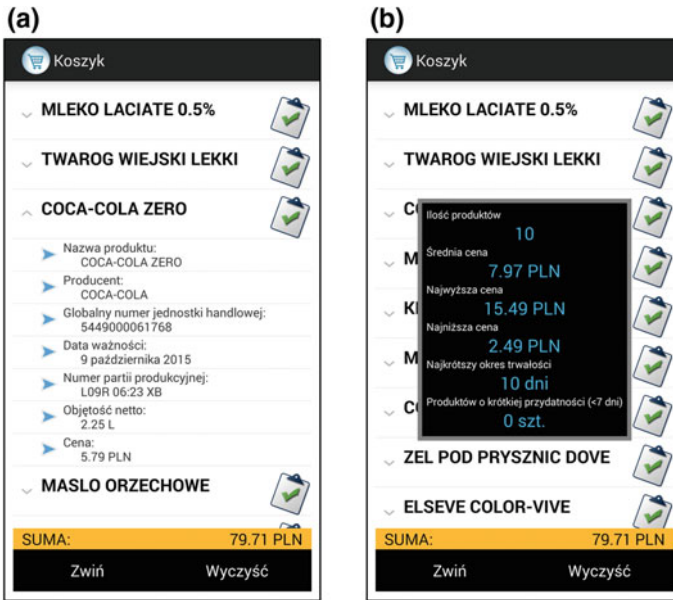 (a)
Koszyk
MLEKO LACIATE 0.5%
TWAROG WIEJSKI LEKKI
COCA-COLA ZERO
Nazwa produktu:
COCA-COLA ZERO
Producent:
COCA-COLA
Globalny numer jednostki handlowej:
5449000061768
Data ważności:
9 października 2015
Numer partii produkcyjnej:
L09R 06:23 XB
Objętość netto:
2.25 L
Cena:
5.79 PLN
MASLO ORZECHOWE
SUMA: 79.71 PLN
Zwiń Wyczyść
(b)
Koszyk
MLEKO LACIATE 0.5%
TWAROG WIEJSKI LEKKI
Ilość produktów
10
Średnia cena
7.97 PLN
Najwyższa cena
15.49 PLN
Najniższa cena
2.49 PLN
Najkrótszy okres trwałości
10 dni
Produktów o krótkiej przydatności (<7 dni)
0 szt.
ZEL POD PRYSZNIC DOVE
ELSEVE COLOR-VIVE
SUMA: 79.71 PLN
Zwiń Wyczyść